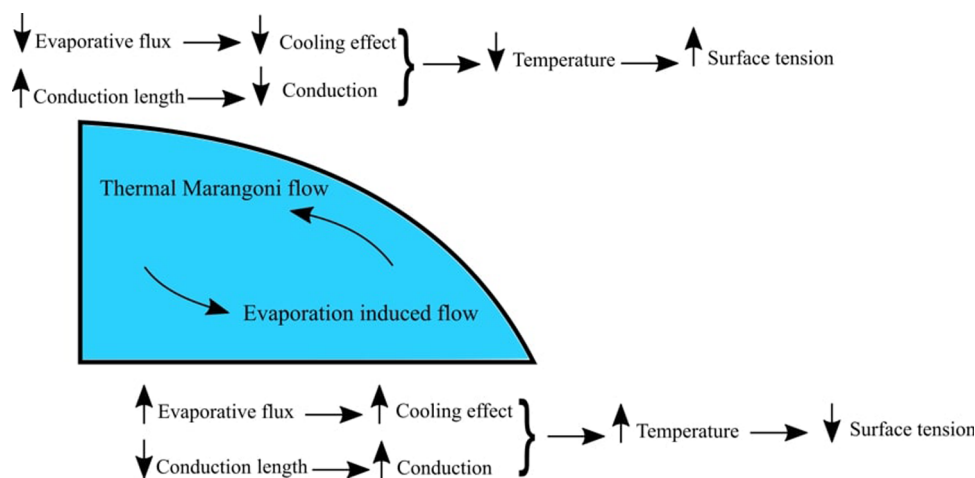 Evaporative flux Cooling effect
Temperature Surface tension
Conduction length Conduction
Thermal Marangoni flow
Evaporation induced flow
Evaporative flux Cooling effect
Temperature Surface tension
Conduction length Conduction